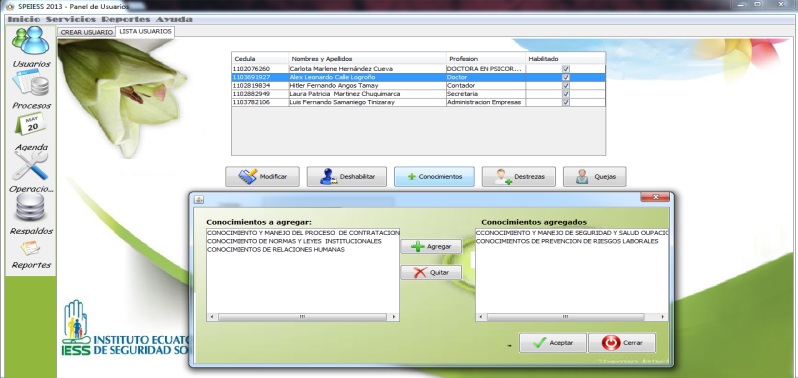 SPEIESS 2013 - Panel de Usuarios
Inicio Servicios Reportes Ayuda
CREAR USUARIO LISTA USUARIOS
Usuarios
Procesos
MAY
20
Agenda
Operacio...
Respaldos
Reportes
Cedula Nombres y Apellidos Profesion Habilitado
1102076260 Carlota Marlene Hernández Cueva DOCTORA EN PSICOR...
1103691927 Alex Leonardo Calle Logroño Doctor
1102819834 Hitler Fernando Angos Tamay Contador
1102882949 Laura Patricia Martinez Chuquimarca Secretaria
1103782106 Luis Fernando Samaniego Tinizaray Administracion Empresas
Modificar Deshabilitar Conocimientos Destrezas Quejas
Conocimientos a agregar:
CONOCIMIENTO Y MANEJO DEL PROCESO DE CONTRATACION
CONOCIMIENTO DE NORMAS Y LEYES INSTITUCIONALES
CONOCIMIENTOS DE RELACIONES HUMANAS
Agregar
Quitar
Conocimientos agregados
CCONOCIMIENTO Y MANEJO DE SEGURIDAD Y SALUD OUPACIO
CONOCIMIENTOS DE PREVENCION DE RIESGOS LABORALES
Aceptar Cerrar
INSTITUTO ECUAT
IESS DE SEGURIDAD SO